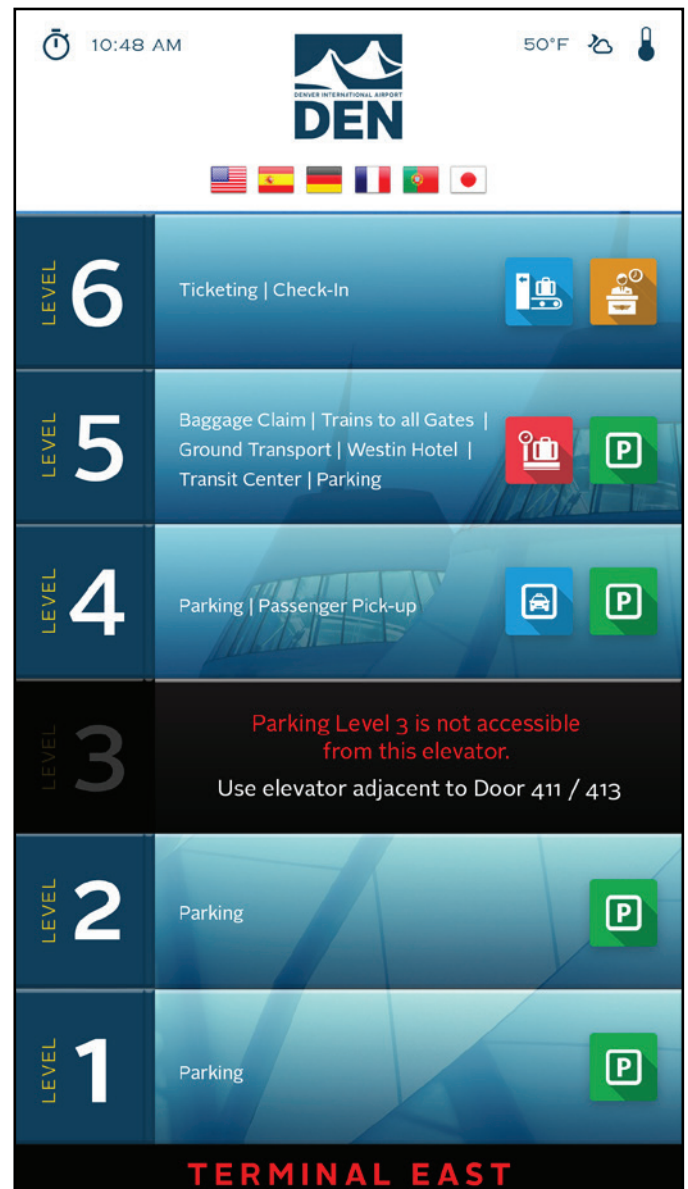 10:48 AM
50°F
DENVER INTERNATIONAL AIRPORT
DEN
LEVEL 6
Ticketing | Check-In
LEVEL 5
Baggage Claim | Trains to all Gates |
Ground Transport | Westin Hotel |
Transit Center | Parking
P
LEVEL 4
Parking | Passenger Pick-up
P
LEVEL 3
Parking Level 3 is not accessible
from this elevator.
Use elevator adjacent to Door 411 / 413
LEVEL 2
Parking
P
LEVEL 1
Parking
P
TERMINAL EAST